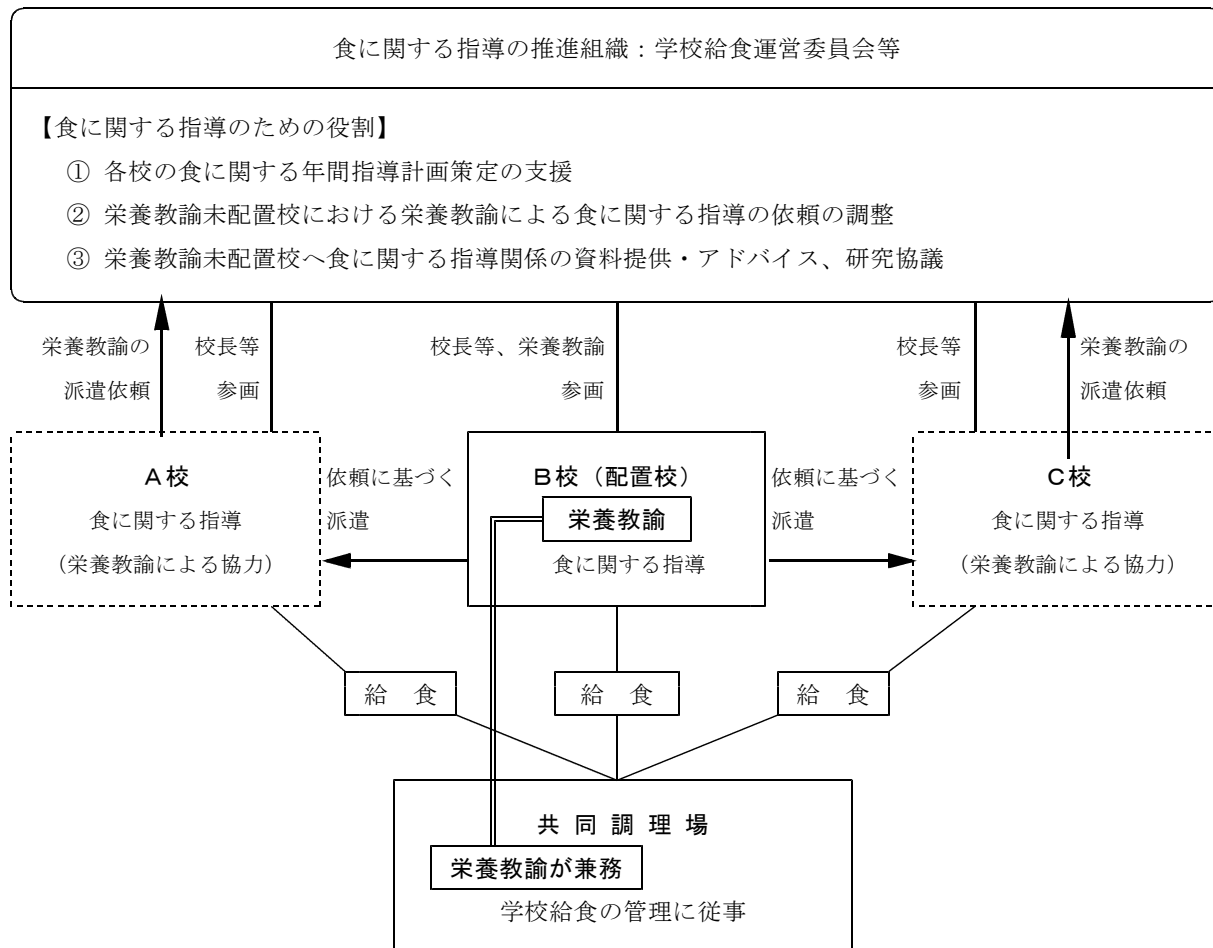 食に関する指導の推進組織：学校給食運営委員会等
【食に関する指導のための役割】
① 各校の食に関する年間指導計画策定の支援
② 栄養教諭未配置校における栄養教諭による食に関する指導の依頼の調整
③ 栄養教諭未配置校へ食に関する指導関係の資料提供・アドバイス、研究協議
栄養教諭の
派遣依頼
校長等
参画
校長等、栄養教諭
参画
校長等
参画
栄養教諭の
派遣依頼
A校
食に関する指導
（栄養教諭による協力）
依頼に基づく
派遣
B校（配置校）
栄養教諭
食に関する指導
依頼に基づく
派遣
C校
食に関する指導
（栄養教諭による協力）
給　食
給　食
給　食
共 同 調 理 場
栄養教諭が兼務
学校給食の管理に従事